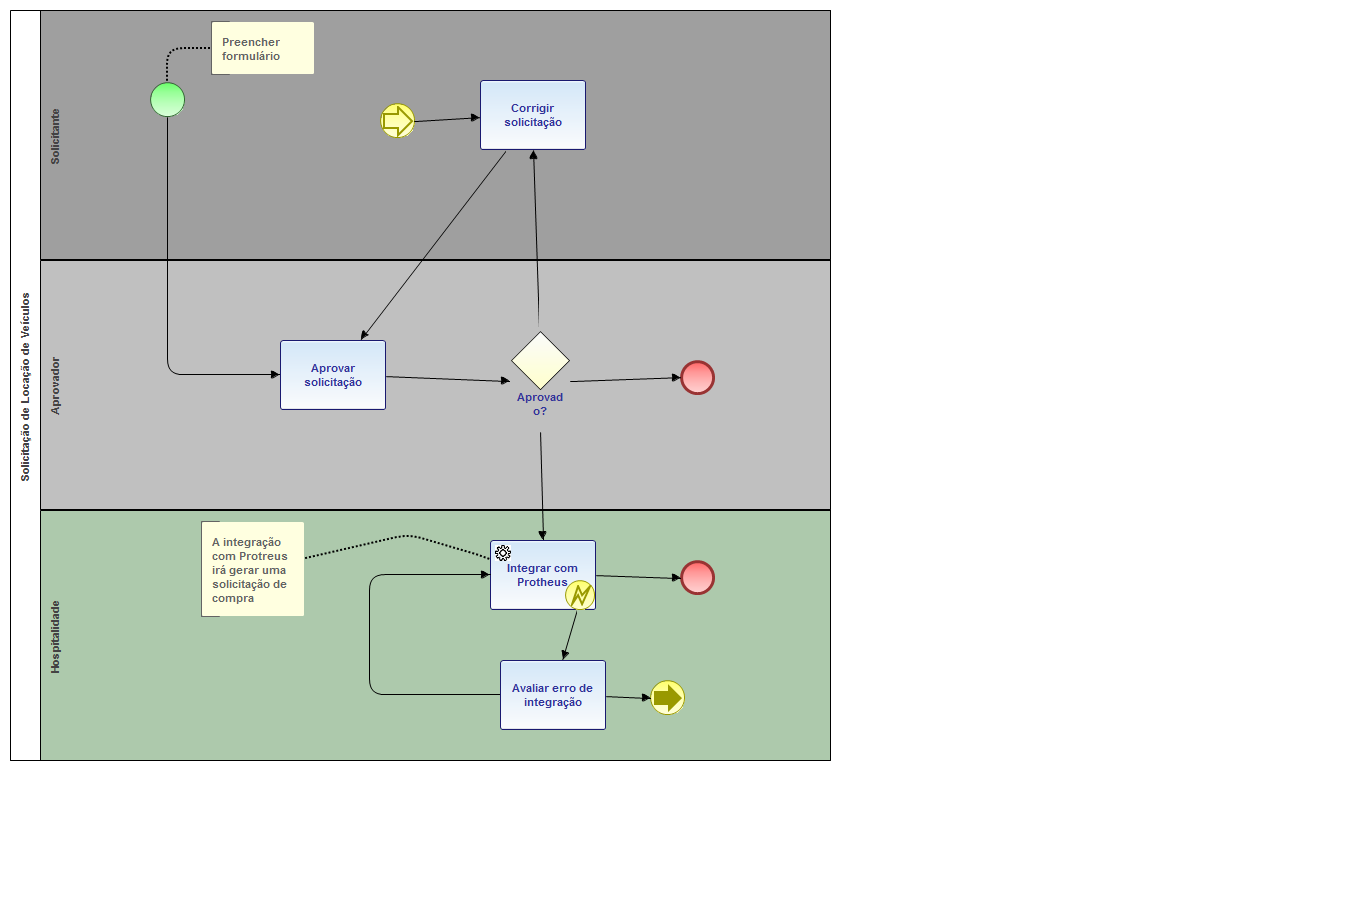 Solicitação de Locação de Veículos
Solicitante
Preencher
formulário
Corrigir
solicitação
Aprovador
Aprovar
solicitação
Aprovad
o?
Hospitalidade
A integração
com Protreus
irá gerar uma
solicitação de
compra
Integrar com
Protheus
Avaliar erro de
integração